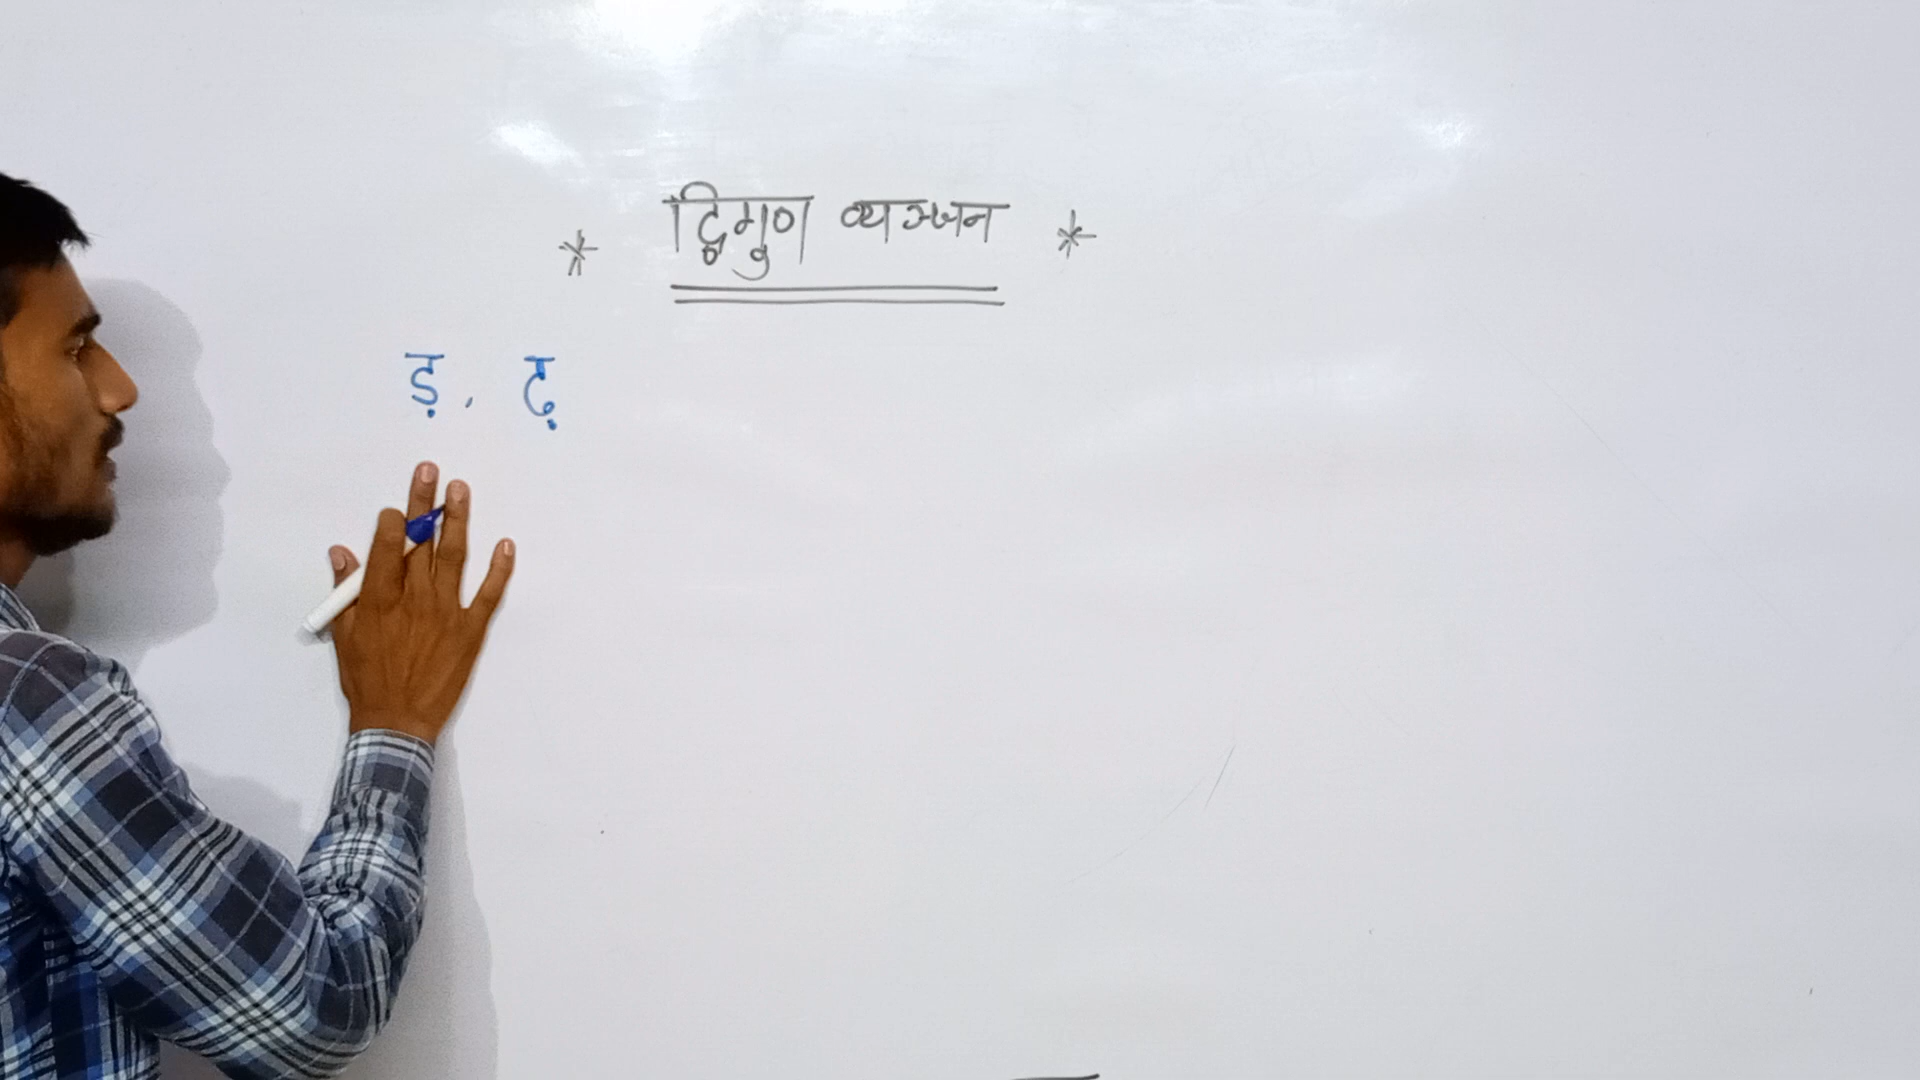 * द्विगुण व्यञ्जन *
ड़, ढ़